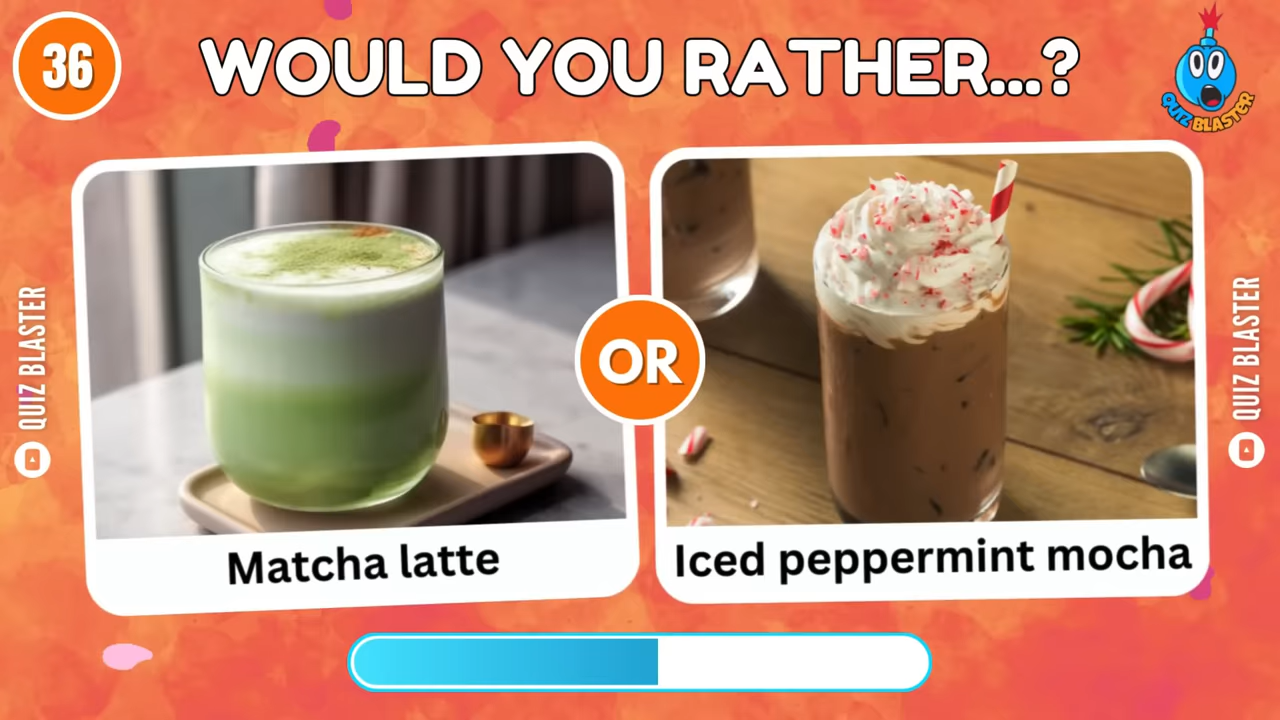 36
WOULD YOU RATHER...?
QUIZ BLASTER
QUIZ BLASTER
OR
QUIZ BLASTER
Matcha latte
Iced peppermint mocha